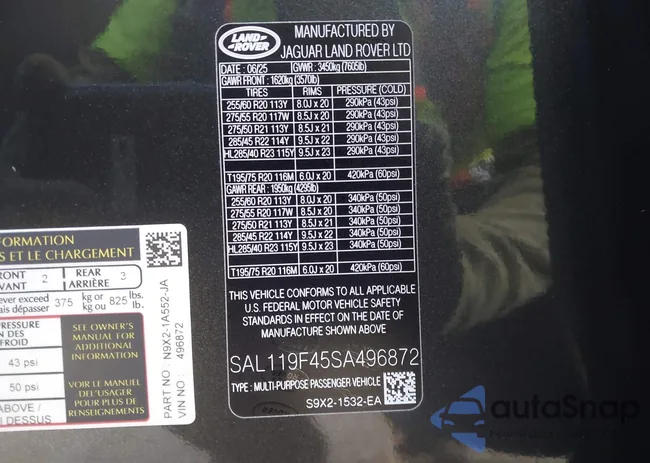 LAND
ROVER
MANUFACTURED BY
JAGUAR LAND ROVER LTD
DATE : 06/25 GVWR : 3450kg (7605lb)
GAWR FRONT : 1620kg (3570lb)
TIRES RIMS PRESSURE (COLD)
255/60 R20 113Y 8.0J x 20 290kPa (43psi)
275/55 R20 117W 8.5J x 20 290kPa (43psi)
275/50 R21 113Y 8.5J x 21 290kPa (43psi)
285/45 R22 114Y 9.5J x 22 290kPa (43psi)
HL285/40 R23 115Y 9.5J x 23 290kPa (43psi)
T195/75 R20 116M 6.0J x 20 420kPa (60psi)
GAWR REAR : 1950kg (4295lb)
255/60 R20 113Y 8.0J x 20 340kPa (50psi)
275/55 R20 117W 8.5J x 20 340kPa (50psi)
275/50 R21 113Y 8.5J x 21 340kPa (50psi)
285/45 R22 114Y 9.5J x 22 340kPa (50psi)
HL285/40 R23 115Y 9.5J x 23 340kPa (50psi)
T195/75 R20 116M 6.0J x 20 420kPa (60psi)
THIS VEHICLE CONFORMS TO ALL APPLICABLE
U.S. FEDERAL MOTOR VEHICLE SAFETY
STANDARDS IN EFFECT ON THE DATE OF
MANUFACTURE SHOWN ABOVE
SAL119F45SA496872
TYPE : MULTI-PURPOSE PASSENGER VEHICLE
S9X2-1532-EA
FORMATION
S ET LE CHARGEMENT
FRONT 2 REAR 3
AVANT ARRIÈRE
ever exceed 375 kg or 825 lbs.
ais dépasser kg ou lb.
PRESSURE
N DES
FROID
43 psi
50 psi
SEE OWNER'S
MANUAL FOR
ADDITIONAL
INFORMATION
VOIR LE MANUEL
DE L'USAGER
POUR PLUS DE
RENSEIGNEMENTS
ABOVE /
I DESSUS
PART NO. N9X2-1A552-JA
VIN NO. 496872
autoSnap